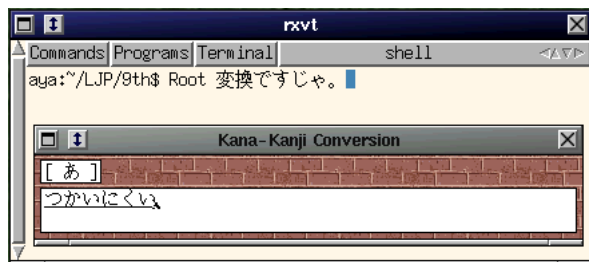 rxvt
Commands Programs Terminal shell
aya:~/LJP/9th$ Root 変換ですじゃ。
Kana-Kanji Conversion
[ あ ]
つかいにくい